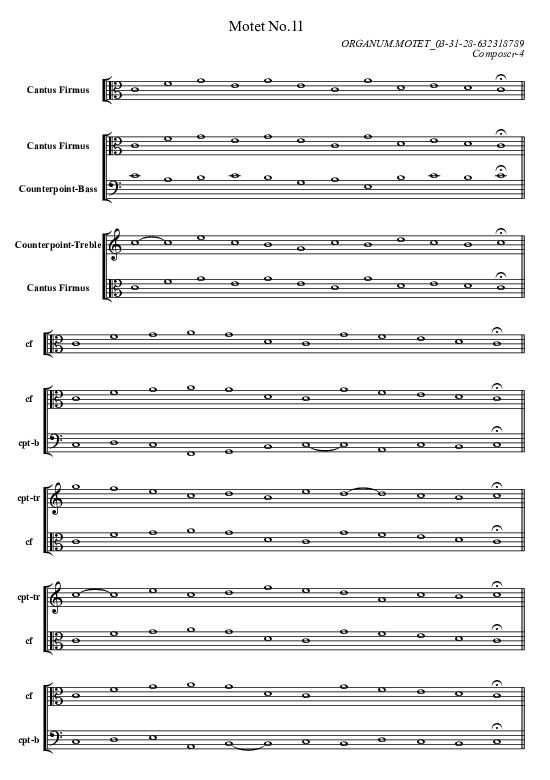 Motet No.11
ORGANUM.MOTET_03-31-28-632318789
Composer-4
Cantus Firmus
Cantus Firmus
Counterpoint-Bass
Counterpoint-Treble
Cantus Firmus
cf
cf
cpt-b
cpt-tr
cf
cpt-tr
cf
cf
cpt-b